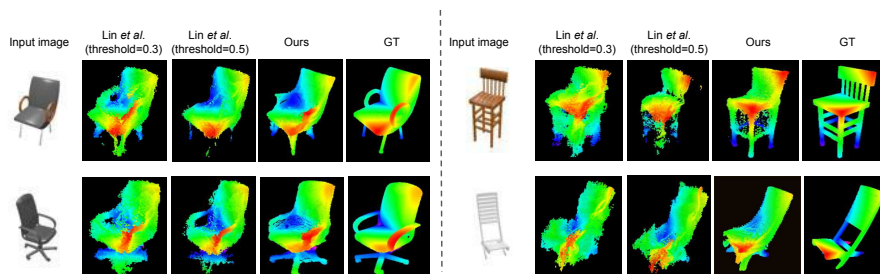 Input image
Lin et al.
(threshold=0.3)
Lin et al.
(threshold=0.5)
Ours
GT
Input image
Lin et al.
(threshold=0.3)
Lin et al.
(threshold=0.5)
Ours
GT